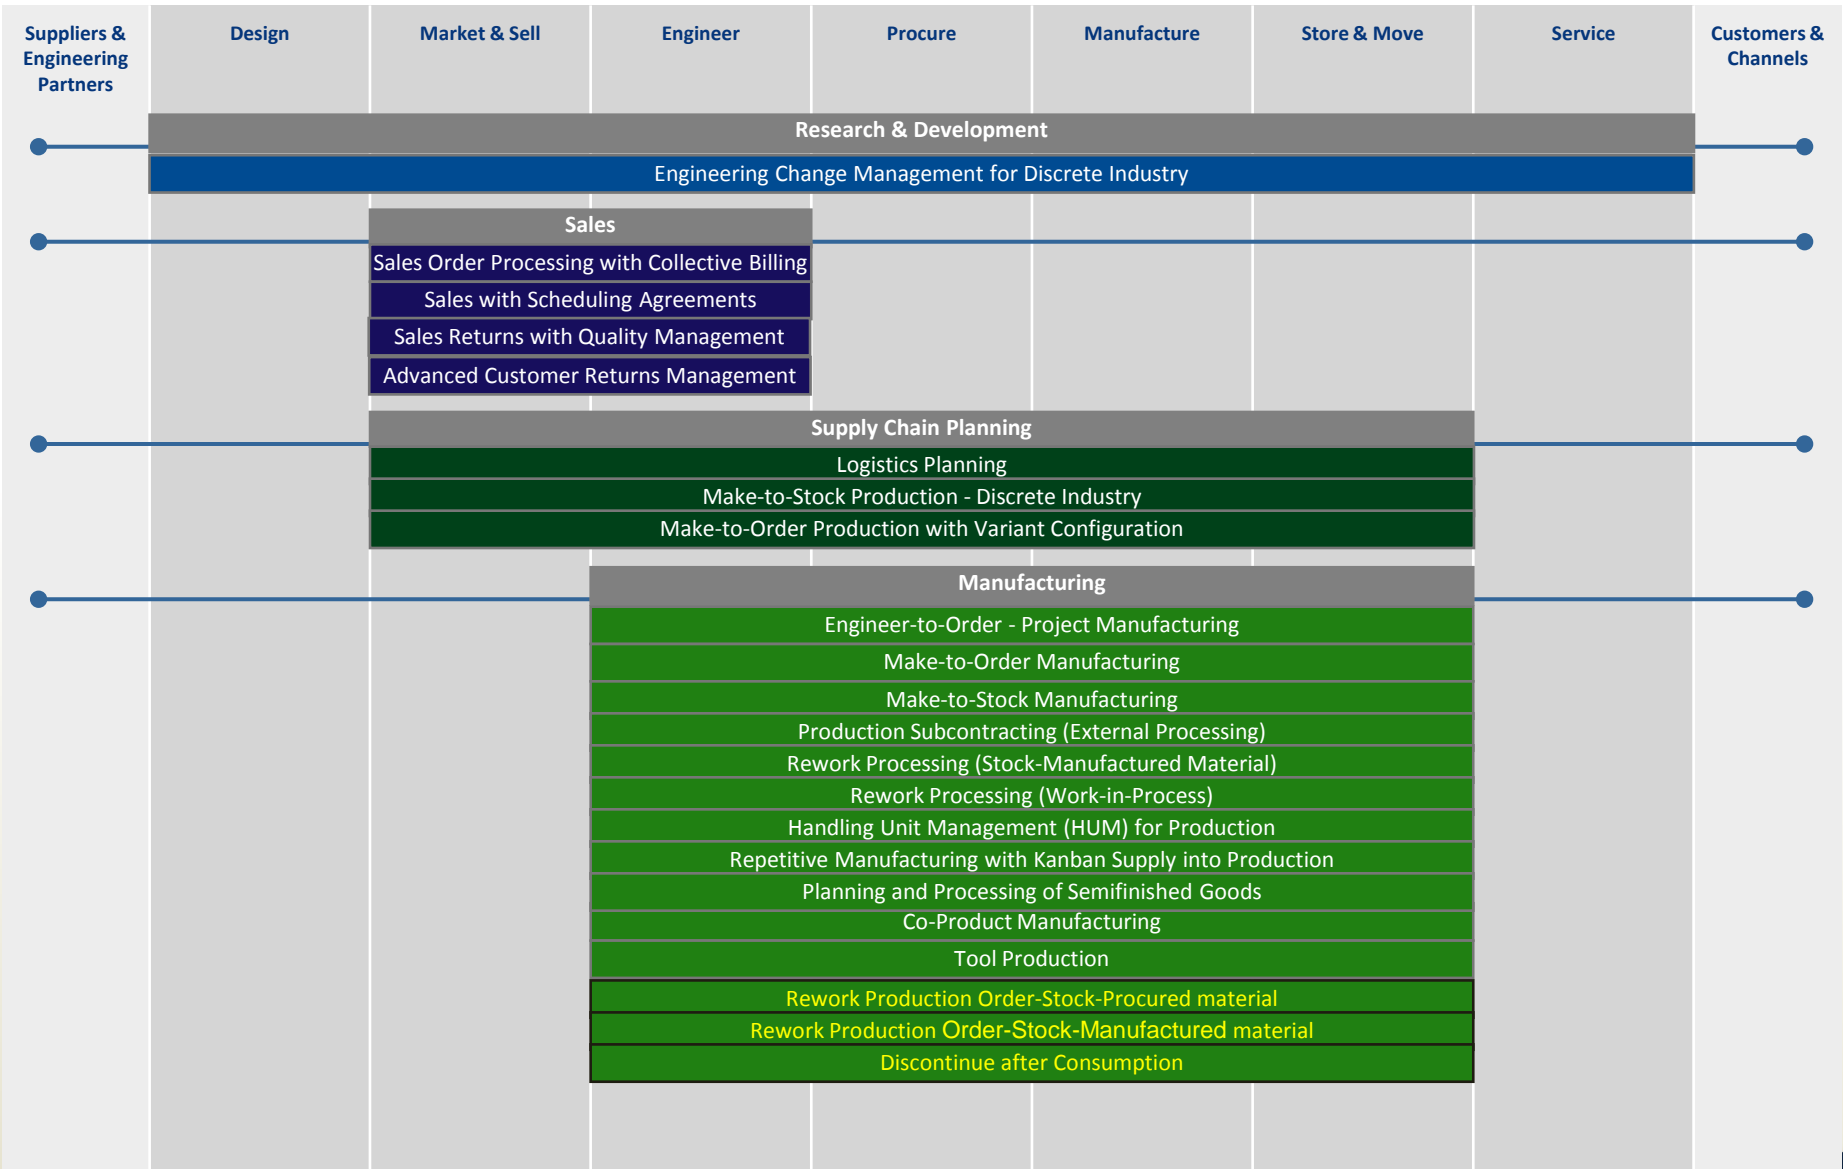 Suppliers &
Engineering
Partners
Design
Market & Sell
Engineer
Procure
Manufacture
Store & Move
Service
Customers &
Channels
Research & Development
Engineering Change Management for Discrete Industry
Sales
Sales Order Processing with Collective Billing
Sales with Scheduling Agreements
Sales Returns with Quality Management
Advanced Customer Returns Management
Supply Chain Planning
Logistics Planning
Make-to-Stock Production - Discrete Industry
Make-to-Order Production with Variant Configuration
Manufacturing
Engineer-to-Order - Project Manufacturing
Make-to-Order Manufacturing
Make-to-Stock Manufacturing
Production Subcontracting (External Processing)
Rework Processing (Stock-Manufactured Material)
Rework Processing (Work-in-Process)
Handling Unit Management (HUM) for Production
Repetitive Manufacturing with Kanban Supply into Production
Planning and Processing of Semifinished Goods
Co-Product Manufacturing
Tool Production
Rework Production Order-Stock-Procured material
Rework Production Order-Stock-Manufactured material
Discontinue after Consumption